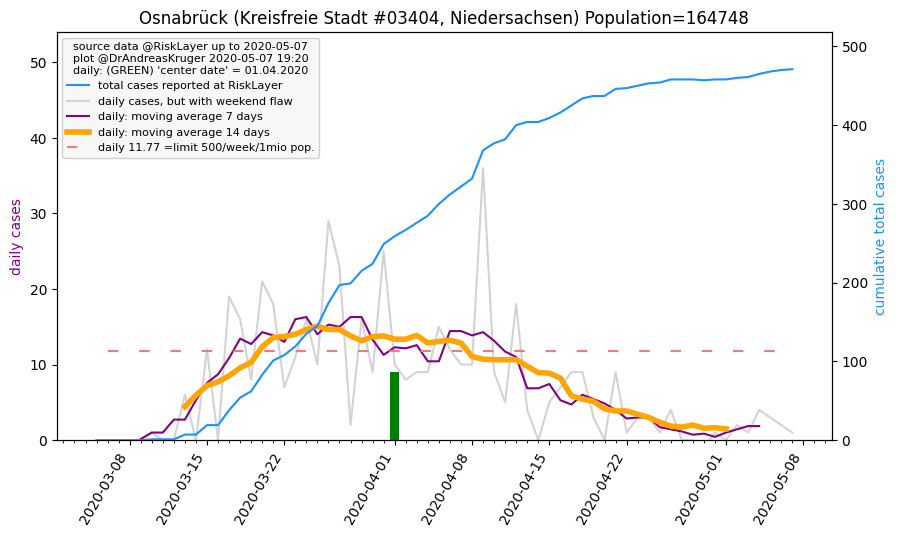 Osnabrück (Kreisfreie Stadt #03404, Niedersachsen) Population=164748
source data @RiskLayer up to 2020-05-07
plot @DrAndreasKruger 2020-05-07 19:20
daily: (GREEN) 'center date' = 01.04.2020
total cases reported at RiskLayer
daily cases, but with weekend flaw
daily: moving average 7 days
daily: moving average 14 days
daily 11.77 =limit 500/week/1mio pop.
daily cases
50
40
30
20
10
0
cumulative total cases
500
400
300
200
100
0
2020-03-08
2020-03-15
2020-03-22
2020-04-01
2020-04-08
2020-04-15
2020-04-22
2020-05-01
2020-05-08